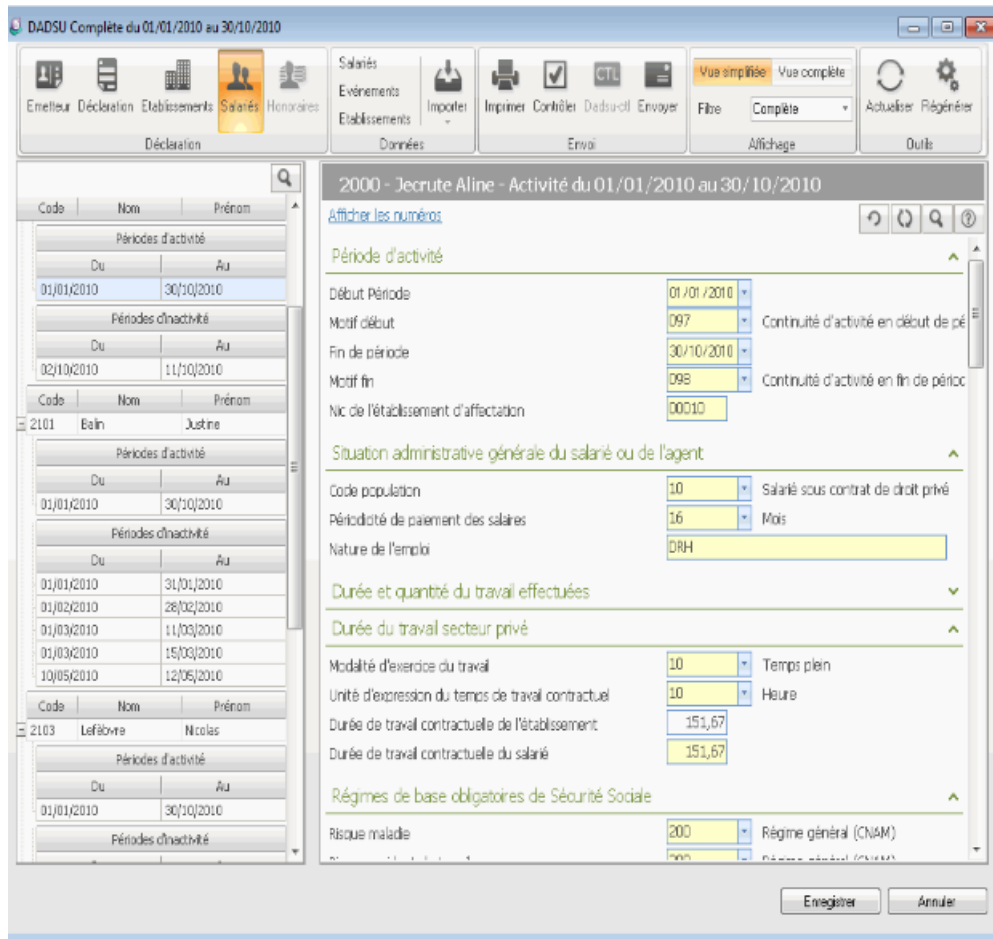 DADSU Complète du 01/01/2010 au 30/10/2010
Emetteur Déclaration Etablissements Salariés Honoraires
Déclaration
Salariés
Evénements
Etablissements
Importer
Données
Imprimer Contrôler Dadsu-ctl Envoyer
CTL
Envoi
Vue simplifiée Vue complète
Filtre Complète
Affichage
Actualiser Régénérer
Outils
Code Nom Prénom
Périodes d'activité
Du Au
01/01/2010 30/10/2010
Périodes d'inactivité
Du Au
02/10/2010 11/10/2010
Code Nom Prénom
2101 Balin Justine
Périodes d'activité
Du Au
01/01/2010 30/10/2010
Périodes d'inactivité
Du Au
01/01/2010 31/01/2010
01/02/2010 28/02/2010
01/03/2010 11/03/2010
01/03/2010 15/03/2010
10/05/2010 12/05/2010
Code Nom Prénom
2103 Lefèbvre Nicolas
Périodes d'activité
Du Au
01/01/2010 30/10/2010
Périodes d'inactivité
2000 - Jecrute Aline - Activité du 01/01/2010 au 30/10/2010
Afficher les numéros
Période d'activité
Début Période 01/01/2010
Motif début 097 Continuité d'activité en début de pé
Fin de période 30/10/2010
Motif fin 098 Continuité d'activité en fin de périod
Nic de l'établissement d'affectation 00010
Situation administrative générale du salarié ou de l'agent
Code population 10 Salarié sous contrat de droit privé
Périodicité de paiement des salaires 16 Mois
Nature de l'emploi DRH
Durée et quantité du travail effectuées
Durée du travail secteur privé
Modalité d'exercice du travail 10 Temps plein
Unité d'expression du temps de travail contractuel 10 Heure
Durée de travail contractuelle de l'établissement 151,67
Durée de travail contractuelle du salarié 151,67
Régimes de base obligatoires de Sécurité Sociale
Risque maladie 200 Régime général (CNAM)
Enregistrer Annuler